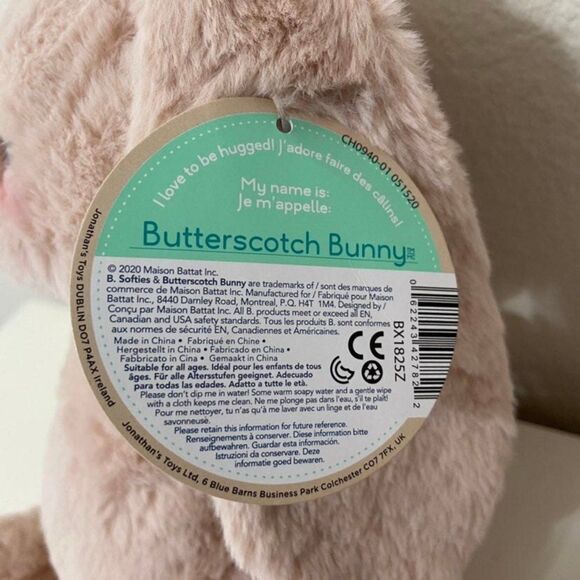 I love to be hugged! J'adore faire des câlins!
My name is:
Je m'appelle:
Butterscotch Bunny
© 2020 Maison Battat Inc.
B. Softies & Butterscotch Bunny are trademarks of / sont des marques de
commerce de Maison Battat Inc. Manufactured for / Fabriqué pour Maison
Battat Inc., 8440 Darnley Road, Montreal, P.Q. H4T 1M4. Designed by /
Conçu par Maison Battat Inc. All B. products meet or exceed all EN,
Canadian and USA safety standards. Tous les produits B. sont conformes
aux normes de sécurité EN, Canadiennes et Américaines.
Made in China • Fabriqué en Chine •
Hergestellt in China • Fabricado en China •
Fabbricato in China • Gemaakt in China
Suitable for all ages. Idéal pour les enfants de tous
âges. Für alle Altersstufen geeignet. Adecuado
para todas las edades. Adatto a tutte le età.
Please don't dip me in water! Some warm soapy water and a gentle wipe
with a cloth keeps me clean. Ne me plonge pas dans l'eau, s'il te plaît!
Pour me nettoyer, tu n'as qu'à me laver avec un linge et de l'eau
savonneuse.
Please retain this information for future reference.
Renseignements à conserver. Diese Information bitte
aufbewahren. Guardar esta información.
Istruzioni da conservare. Deze
informatie goed bewaren.
CE
BX1825Z
0 62243 42782 2
CH0940-01 051520
Jonathan's Toys DUBLIN DO7 P4AX Ireland
Jonathan's Toys Ltd, 6 Blue Barns Business Park Colchester CO7 7FX, UK